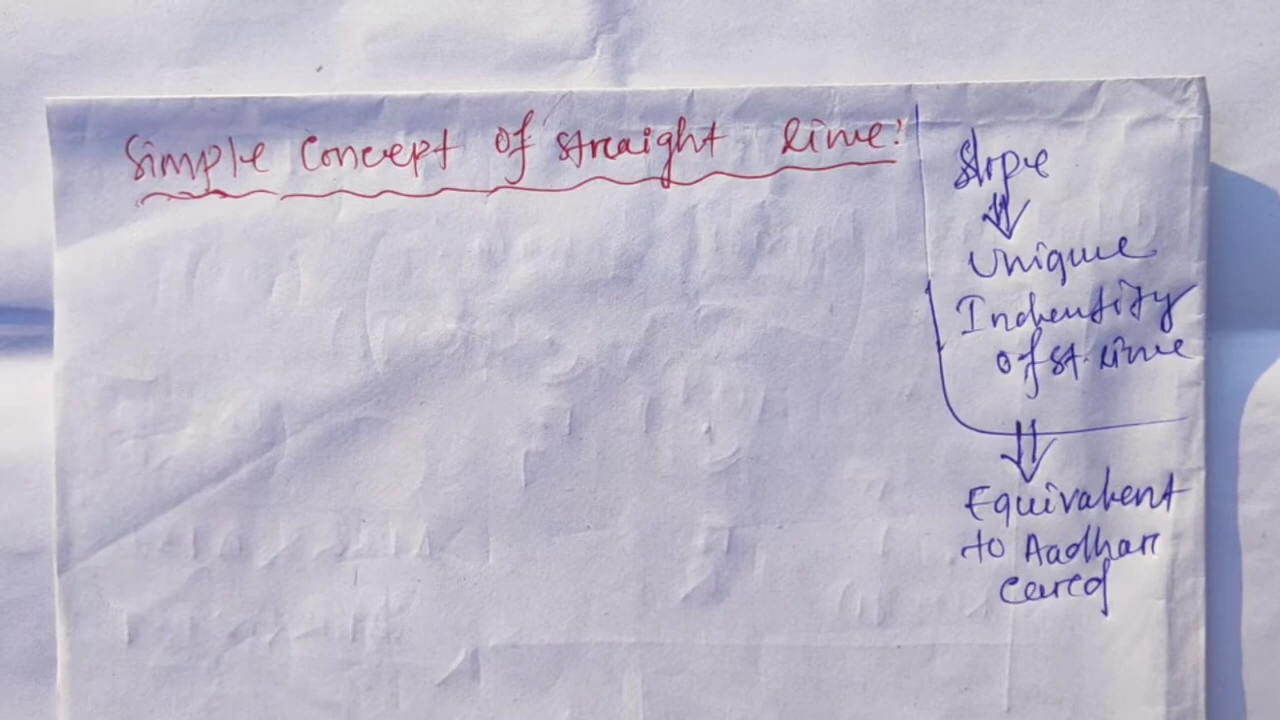 Simple Concept of straight line:
Slope
Unique
Indentity
of st. line
Equivalent
to Aadhar
card